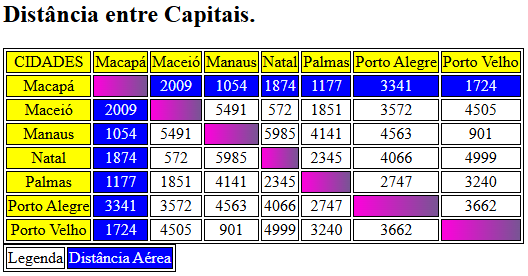 Distância entre Capitais.
CIDADES Macapá Maceió Manaus Natal Palmas Porto Alegre Porto Velho
Macapá 2009 1054 1874 1177 3341 1724
Maceió 2009 5491 572 1851 3572 4505
Manaus 1054 5491 5985 4141 4563 901
Natal 1874 572 5985 2345 4066 4999
Palmas 1177 1851 4141 2345 2747 3240
Porto Alegre 3341 3572 4563 4066 2747 3662
Porto Velho 1724 4505 901 4999 3240 3662
Legenda Distância Aérea